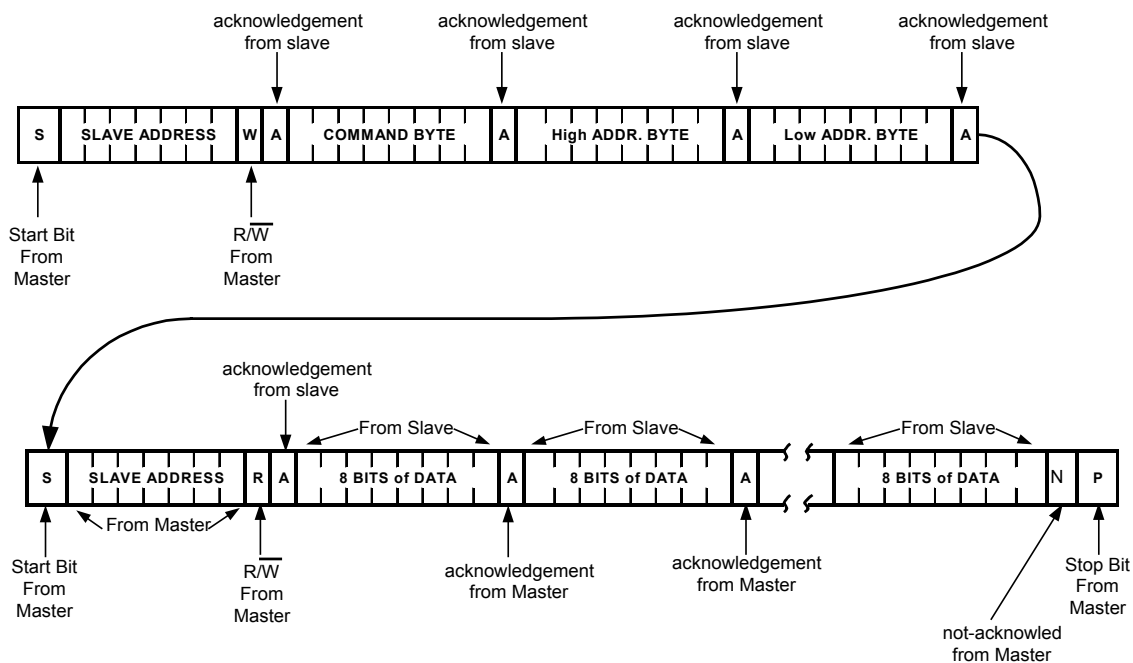 acknowledgement
from slave
acknowledgement
from slave
acknowledgement
from slave
acknowledgement
from slave
S SLAVE ADDRESS W A COMMAND BYTE A High ADDR. BYTE A Low ADDR. BYTE A
Start Bit
From
Master
R/W
From
Master
acknowledgement
from slave
From Slave
From Slave
From Slave
S SLAVE ADDRESS R A 8 BITS of DATA A 8 BITS of DATA A 8 BITS of DATA N P
From Master
Start Bit
From
Master
R/W
From
Master
acknowledgement
from Master
acknowledgement
from Master
Stop Bit
From
Master
not-acknowled
from Master